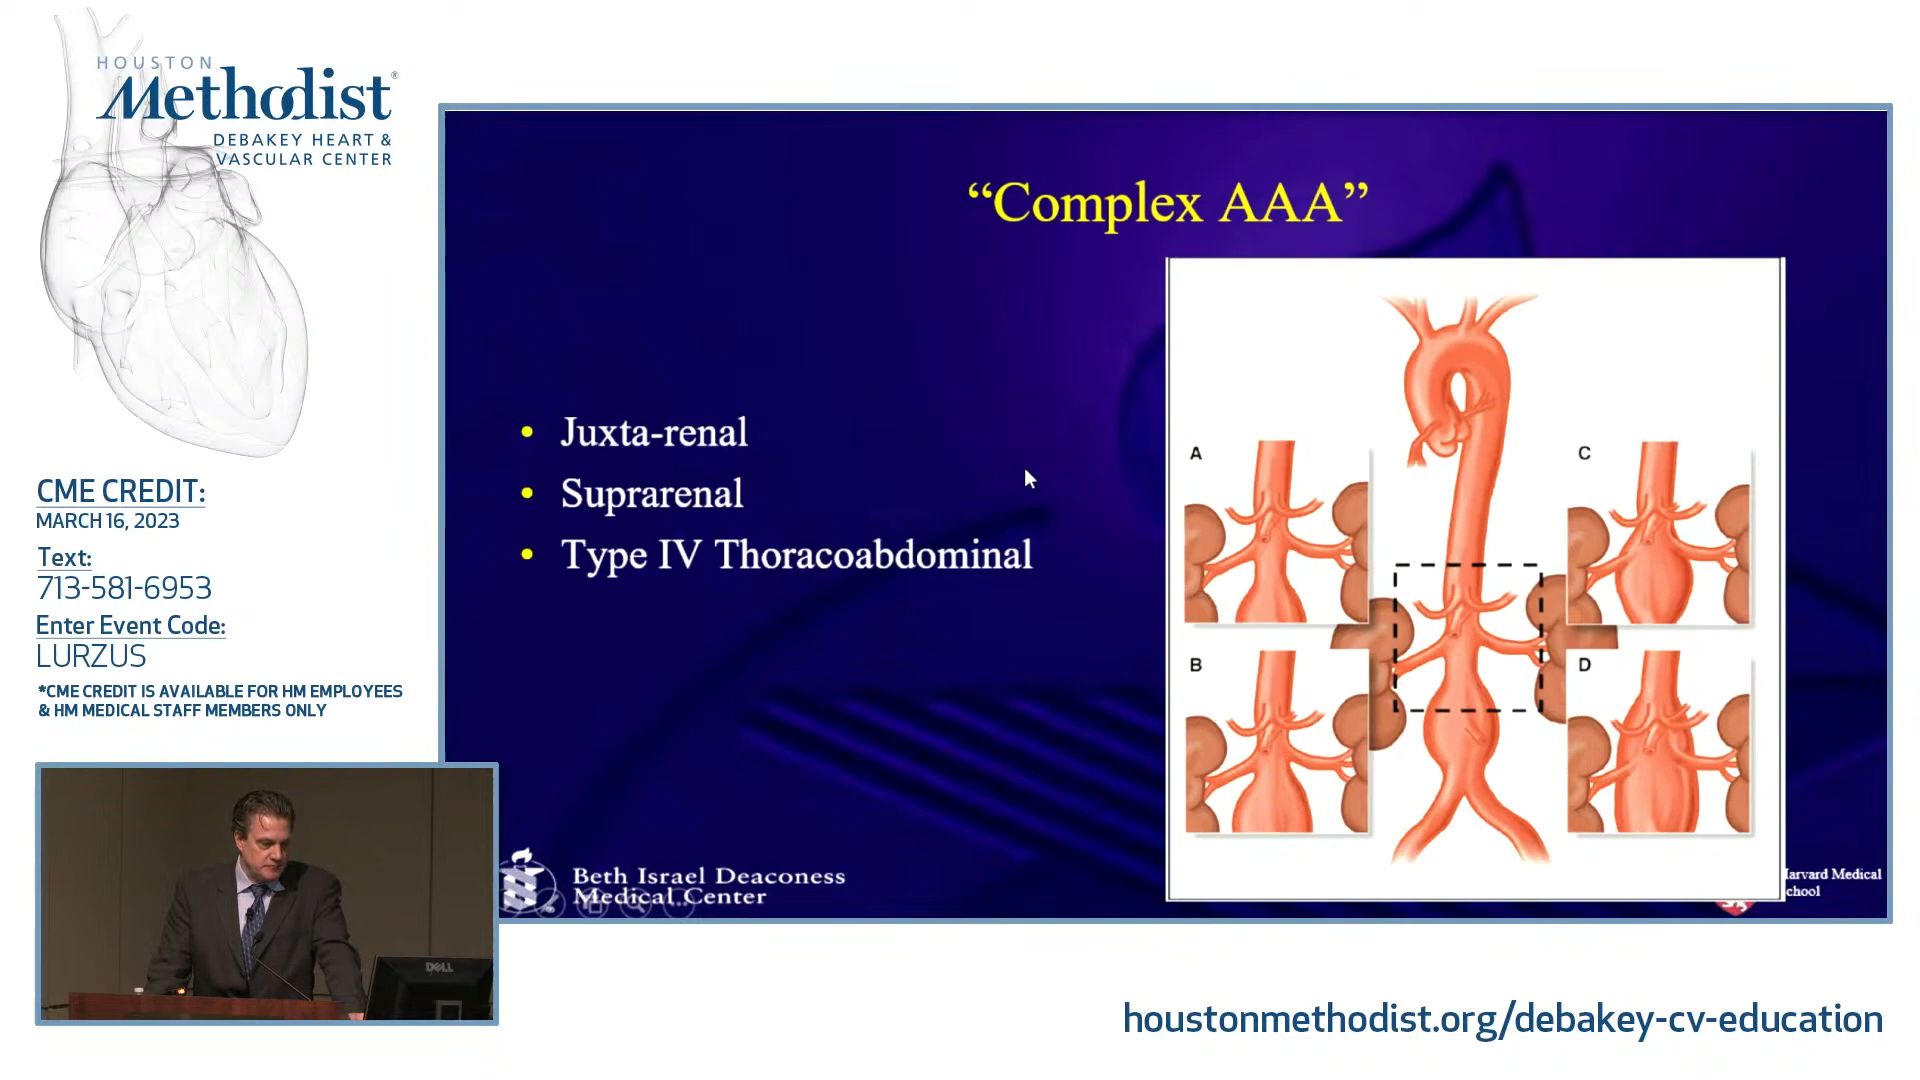 HOUSTON
Methodist®
DEBAKEY HEART &
VASCULAR CENTER
CME CREDIT:
MARCH 16, 2023
Text:
713-581-6953
Enter Event Code:
LURZUS
*CME CREDIT IS AVAILABLE FOR HM EMPLOYEES
& HM MEDICAL STAFF MEMBERS ONLY
“Complex AAA”
• Juxta-renal
• Suprarenal
• Type IV Thoracoabdominal
A
C
B
D
Beth Israel Deaconess
Medical Center
Harvard Medical
chool
DELL
houstonmethodist.org/debakey-cv-education